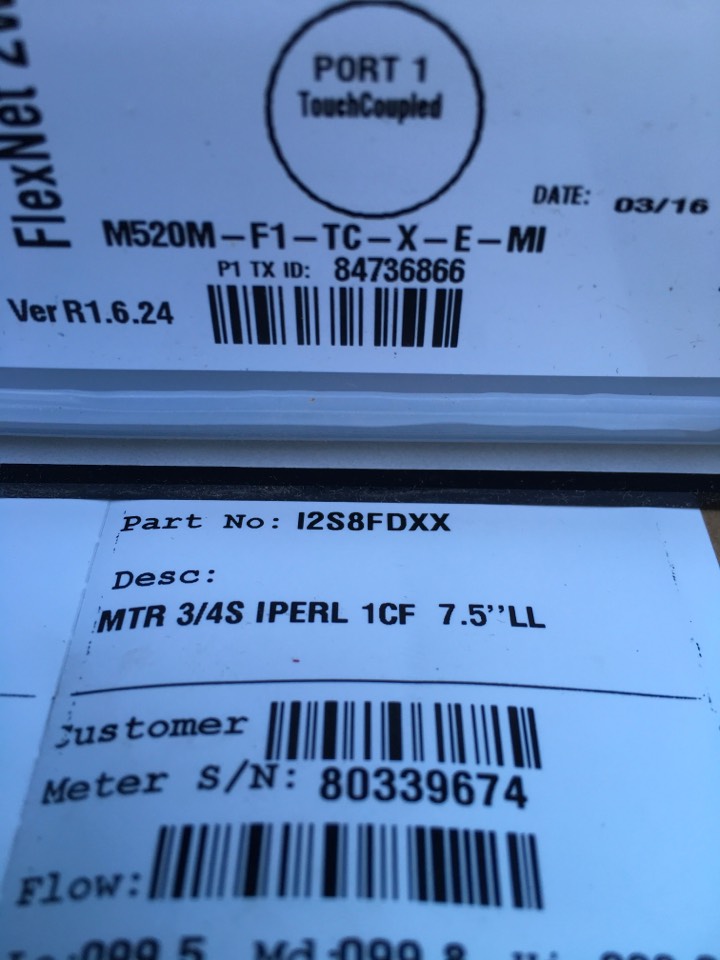 FlexNet
PORT 1
TouchCoupled
DATE: 03/16
M520M-F1-TC-X-E-MI
P1 TX ID: 84736866
Ver R1.6.24
Part No: I2S8FDXX
Desc:
MTR 3/4S IPERL 1CF 7.5''LL
Customer
Meter S/N: 80339674
Flow: